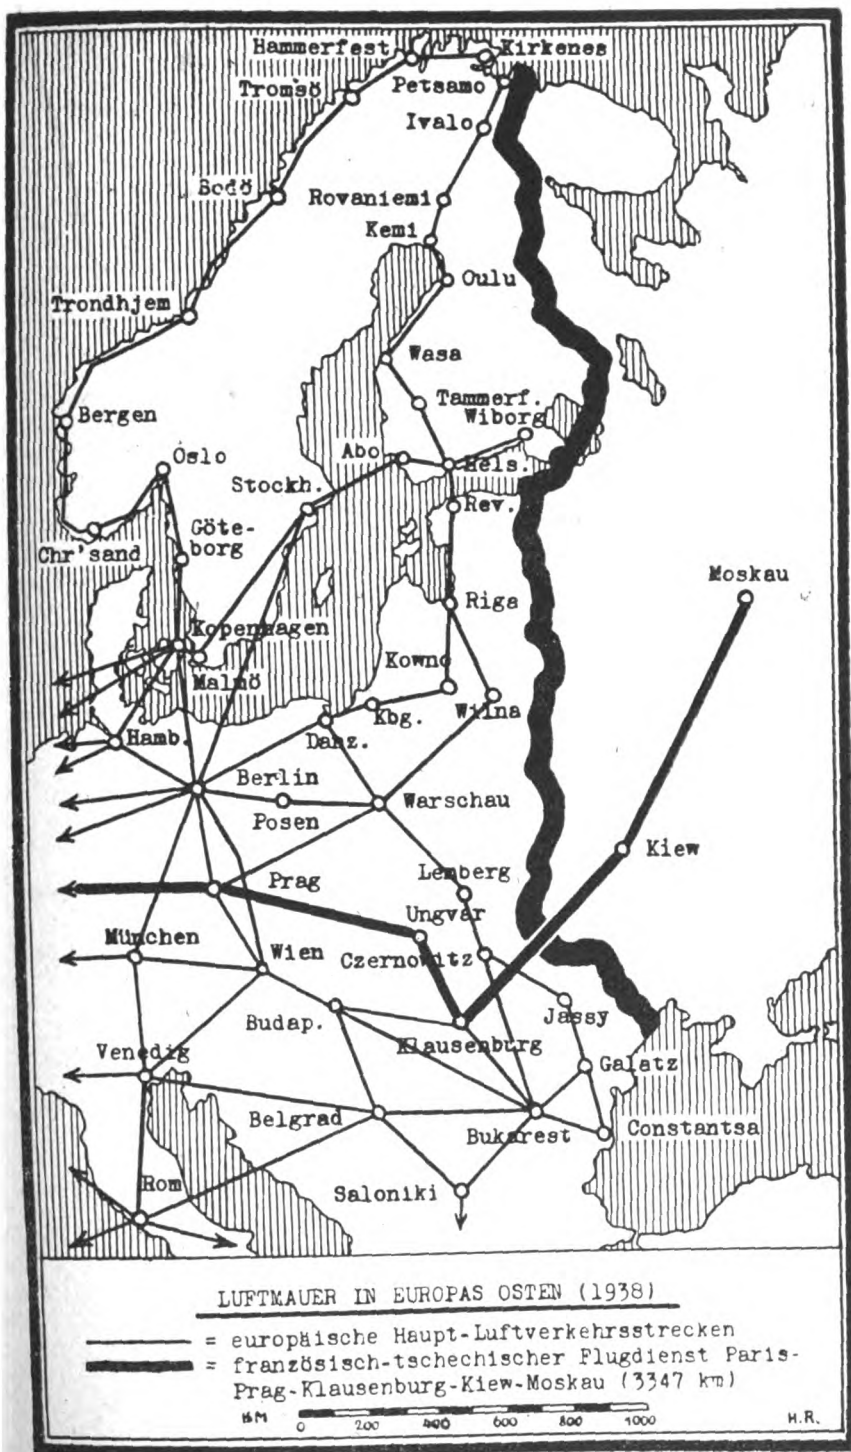 Hammerfest
Kirkenes
Tromsö
Petsamo
Ivalo
Bodö
Rovaniemi
Kemi
Oulu
Trondhjem
Wasa
Tammerf.
Wiborg
Bergen
Oslo
Abo
Hels.
Stockh.
Rev.
Göte-
borg
Chr'sand
Moskau
Riga
Kopenhagen
Kowno
Malmö
Wilna
Kbg.
Hamb.
Danz.
Berlin
Warschau
Posen
Kiew
Lemberg
Prag
Ungvár
München
Wien
Czernowitz
Budap.
Jassy
Klausenburg
Venedig
Galatz
Belgrad
Bukarest
Constantsa
Rom
Saloniki
LUFTMAUER IN EUROPAS OSTEN (1938)
= europäische Haupt-Luftverkehrsstrecken
= französisch-tschechischer Flugdienst Paris-
Prag-Klausenburg-Kiew-Moskau (3347 km)
KM 0 200 400 600 800 1000 H.R.